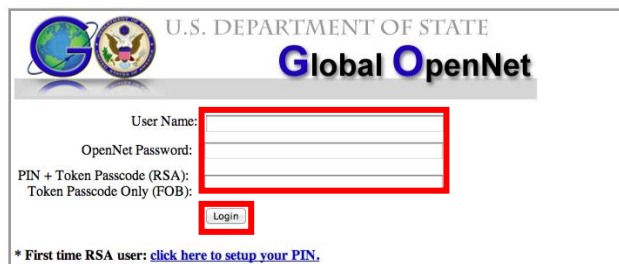 U.S. DEPARTMENT OF STATE
GO
Global OpenNet
User Name:
OpenNet Password:
PIN + Token Passcode (RSA):
Token Passcode Only (FOB):
Login
* First time RSA user: click here to setup your PIN.